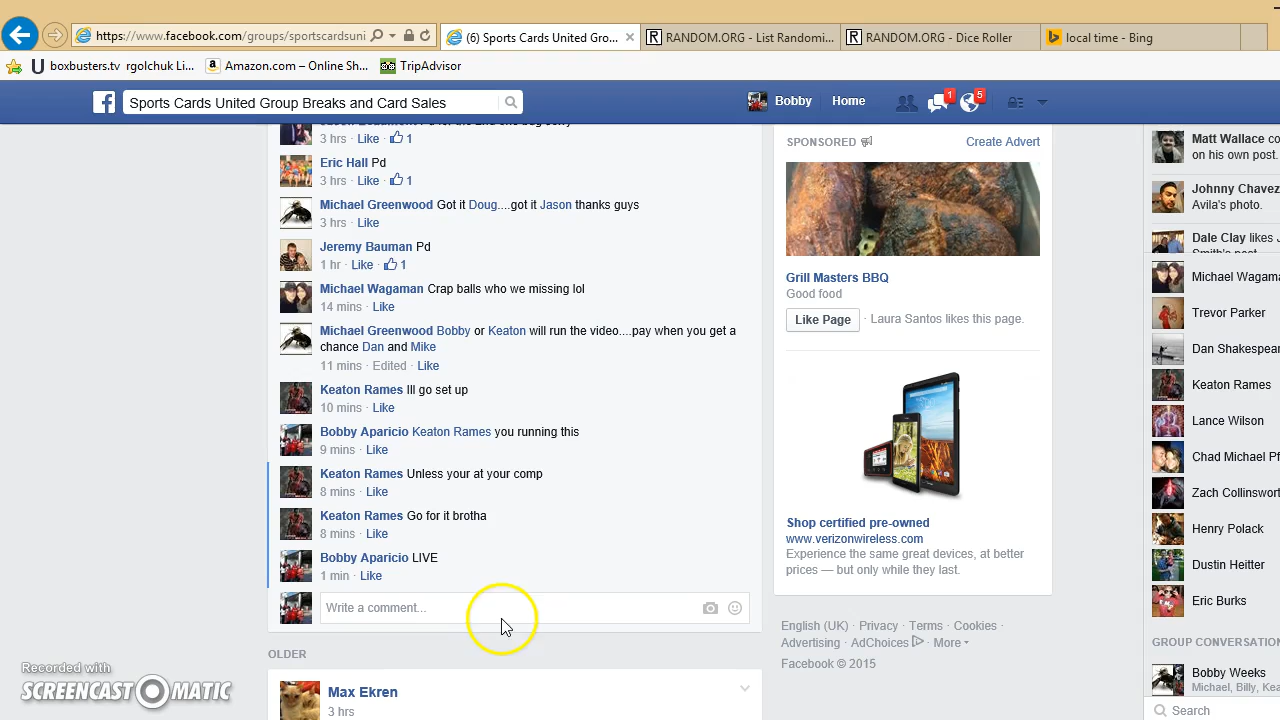 https://www.facebook.com/groups/sportscardsuni
(6) Sports Cards United Gro...
RANDOM.ORG - List Randomi...
RANDOM.ORG - Dice Roller
local time - Bing
boxbusters.tv rgolchuk Li...
Amazon.com – Online Sh...
TripAdvisor
Sports Cards United Group Breaks and Card Sales
Bobby
Home
1
5
3 hrs · Like · 1
Eric Hall Pd
3 hrs · Like · 1
Michael Greenwood Got it Doug....got it Jason thanks guys
3 hrs · Like
Jeremy Bauman Pd
1 hr · Like · 1
Michael Wagaman Crap balls who we missing lol
14 mins · Like
Michael Greenwood Bobby or Keaton will run the video....pay when you get a
chance Dan and Mike
11 mins · Edited · Like
Keaton Rames Ill go set up
10 mins · Like
Bobby Aparicio Keaton Rames you running this
9 mins · Like
Keaton Rames Unless your at your comp
8 mins · Like
Keaton Rames Go for it brotha
8 mins · Like
Bobby Aparicio LIVE
1 min · Like
Write a comment...
OLDER
Max Ekren
3 hrs
SPONSORED
Create Advert
Grill Masters BBQ
Good food
Like Page
· Laura Santos likes this page.
Shop certified pre-owned
www.verizonwireless.com
Experience the same great devices, at better
prices — but only while they last.
English (UK) · Privacy · Terms · Cookies ·
Advertising · AdChoices · More
Facebook © 2015
Matt Wallace co
on his own post.
Johnny Chavez
Avila's photo.
Dale Clay likes J
Michael Wagama
Trevor Parker
Dan Shakespear
Keaton Rames
Lance Wilson
Chad Michael Pf
Zach Collinswort
Henry Polack
Dustin Heitter
Eric Burks
GROUP CONVERSATION
Bobby Weeks
Michael, Billy, Kea
Search
Recorded with
SCREENCAST-O-MATIC